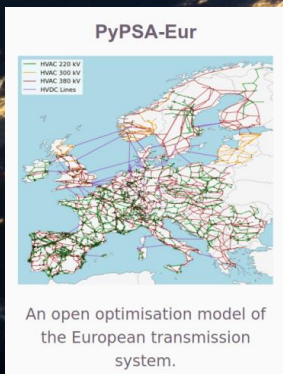 PyPSA-Eur
HVAC 220 kV
HVAC 300 kV
HVAC 380 kV
HVDC Lines
An open optimisation model of
the European transmission
system.